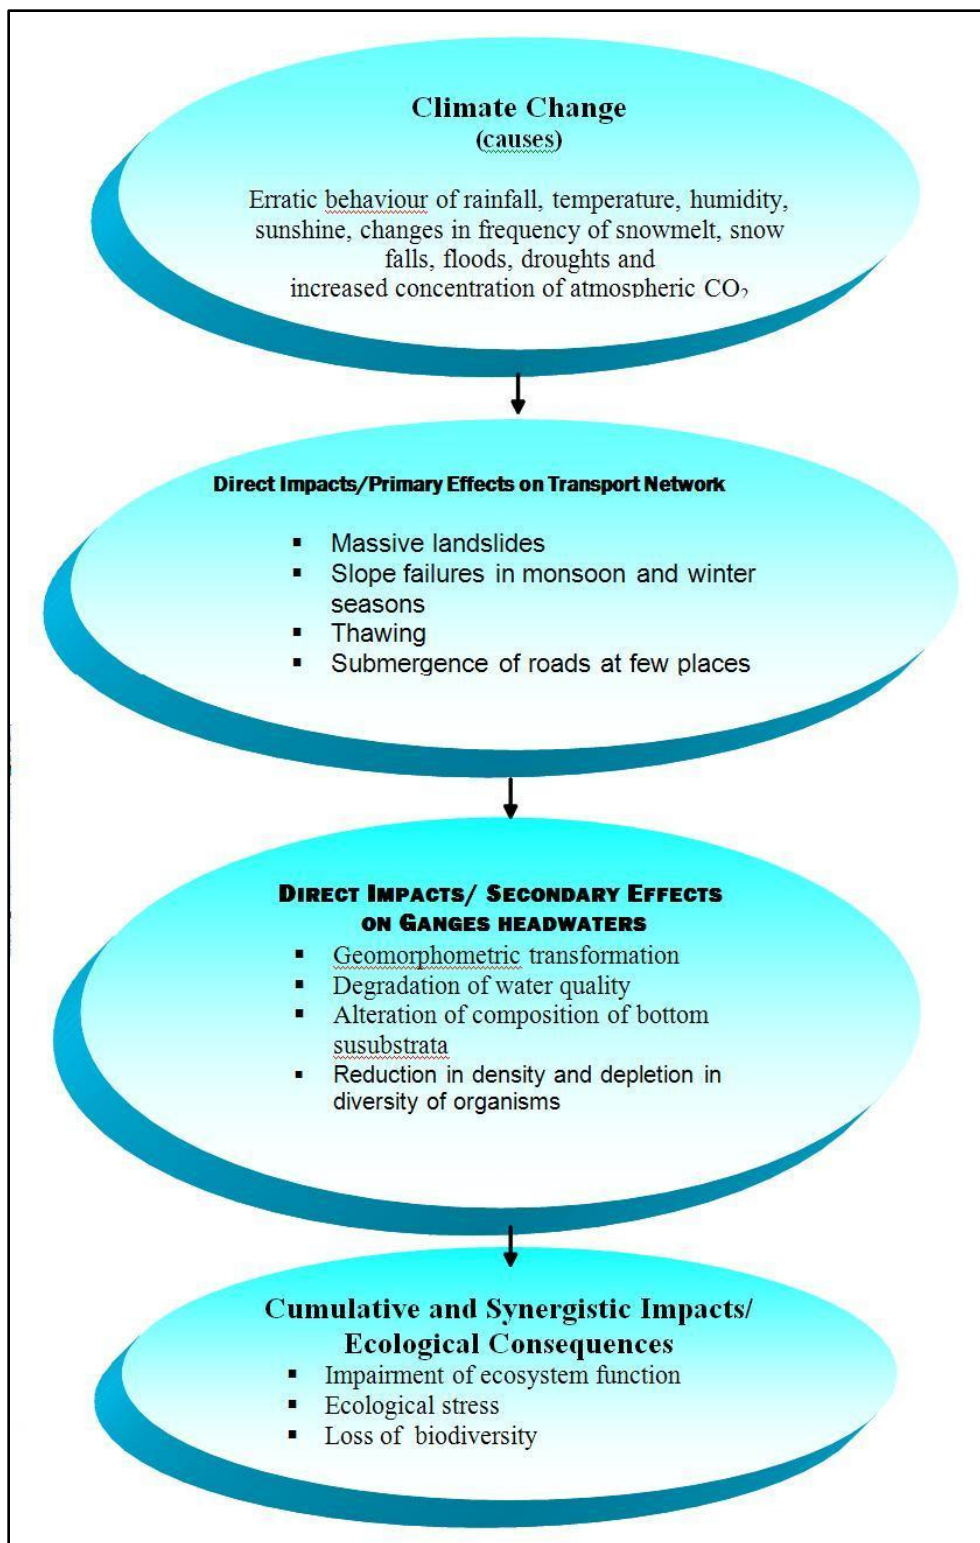 Climate Change
(causes)
Erratic behaviour of rainfall, temperature, humidity,
sunshine, changes in frequency of snowmelt, snow
falls, floods, droughts and
increased concentration of atmospheric CO₂
Direct Impacts/Primary Effects on Transport Network
▪ Massive landslides
▪ Slope failures in monsoon and winter
seasons
▪ Thawing
▪ Submergence of roads at few places
DIRECT IMPACTS/ SECONDARY EFFECTS
ON GANGES HEADWATERS
▪ Geomorphometric transformation
▪ Degradation of water quality
▪ Alteration of composition of bottom
susubstrata
▪ Reduction in density and depletion in
diversity of organisms
Cumulative and Synergistic Impacts/
Ecological Consequences
▪ Impairment of ecosystem function
▪ Ecological stress
▪ Loss of biodiversity